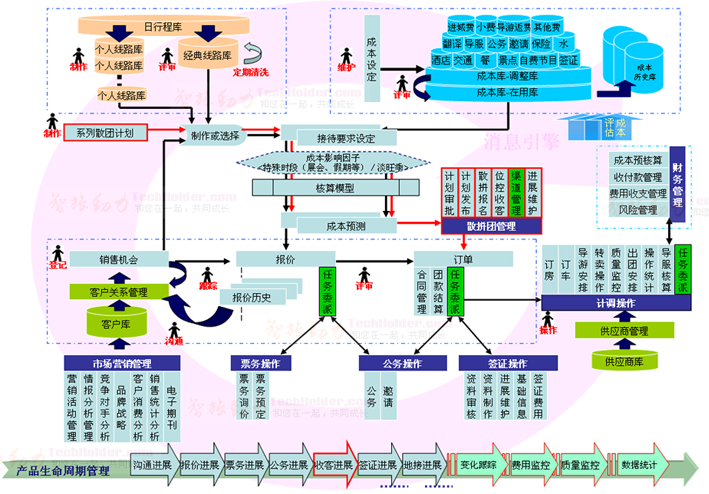 日行程库
个人线路库
个人线路库
个人线路库
经典线路库
制作
评审
定期清洗
维护
成本设定
进城费 小费 导游返费 其他费
翻译 导服 公务 邀请 保险 水
酒店 交通 餐 景点 自费节目 签证
成本库-调整库
成本库-在用库
评审
成本
历史库
评成
估本
消息引擎
制作
系列散团计划
制作或选择
接待要求设定
成本影响因子
特殊时段（展会、假期等）/淡旺季
核算模型
成本预测
计划审批
计划发布
散拼报名
位控收客
渠道管理
进展维护
散拼团管理
成本预核算
收付款管理
费用收支管理
风险管理
财务管理
登记
销售机会
客户关系管理
客户库
跟踪
沟通
报价
报价历史
任务委派
评审
订单
合同管理
团款结算
任务委派
订房
订车
导游安排
转卖操作
质量监控
出团安排
操作统计
导服核算
任务委派
计调操作
操作
供应商管理
供应商库
市场营销管理
营销活动管理
情报分析管理
竞争对手分析
品牌战略
客户消费分析
销售统计分析
电子期刊
票务操作
票务询价
票务预定
公务操作
公务
邀请
签证操作
资料审核
资料制作
进展维护
基础信息
签证费用
产品生命周期管理
沟通进展
报价进展
票务进展
公务进展
收客进展
签证进展
地接进展
变化跟踪
费用监控
质量监控
数据统计
智旅动力
和您在一起，共同成长